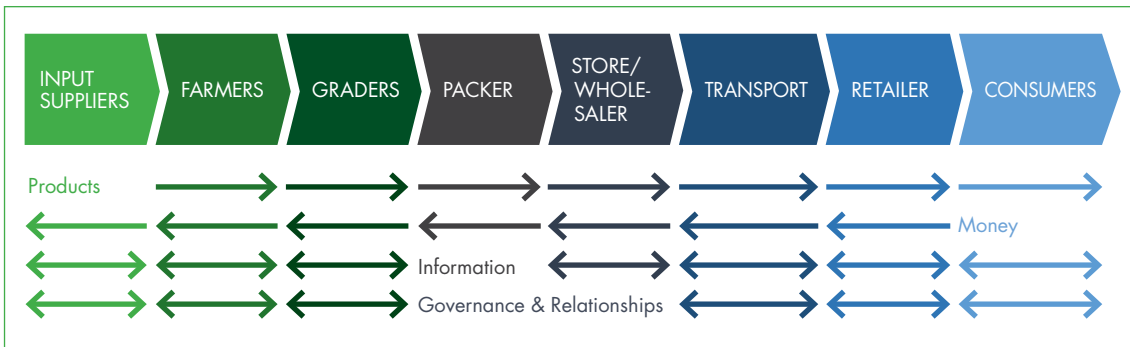 INPUT
SUPPLIERS
FARMERS
GRADERS
PACKER
STORE/
WHOLE-
SALER
TRANSPORT
RETAILER
CONSUMERS
Products
Money
Information
Governance & Relationships